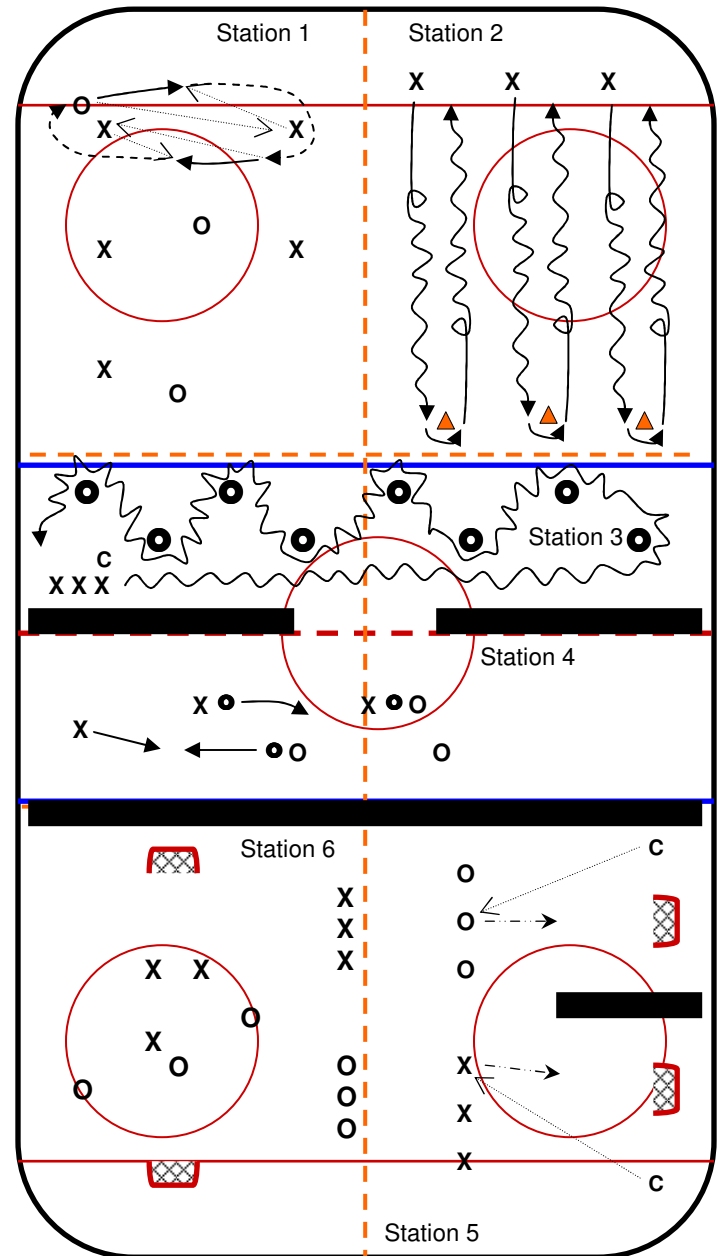 Station 1 Station 2
X X X
O
X X
O
X X
X
O
Station 3
C
X X X
Station 4
X X O
X
O O
Station 6 C
O
X
X O
X
X X O
O
X
O O X
O
O X
O
X
C
Station 5